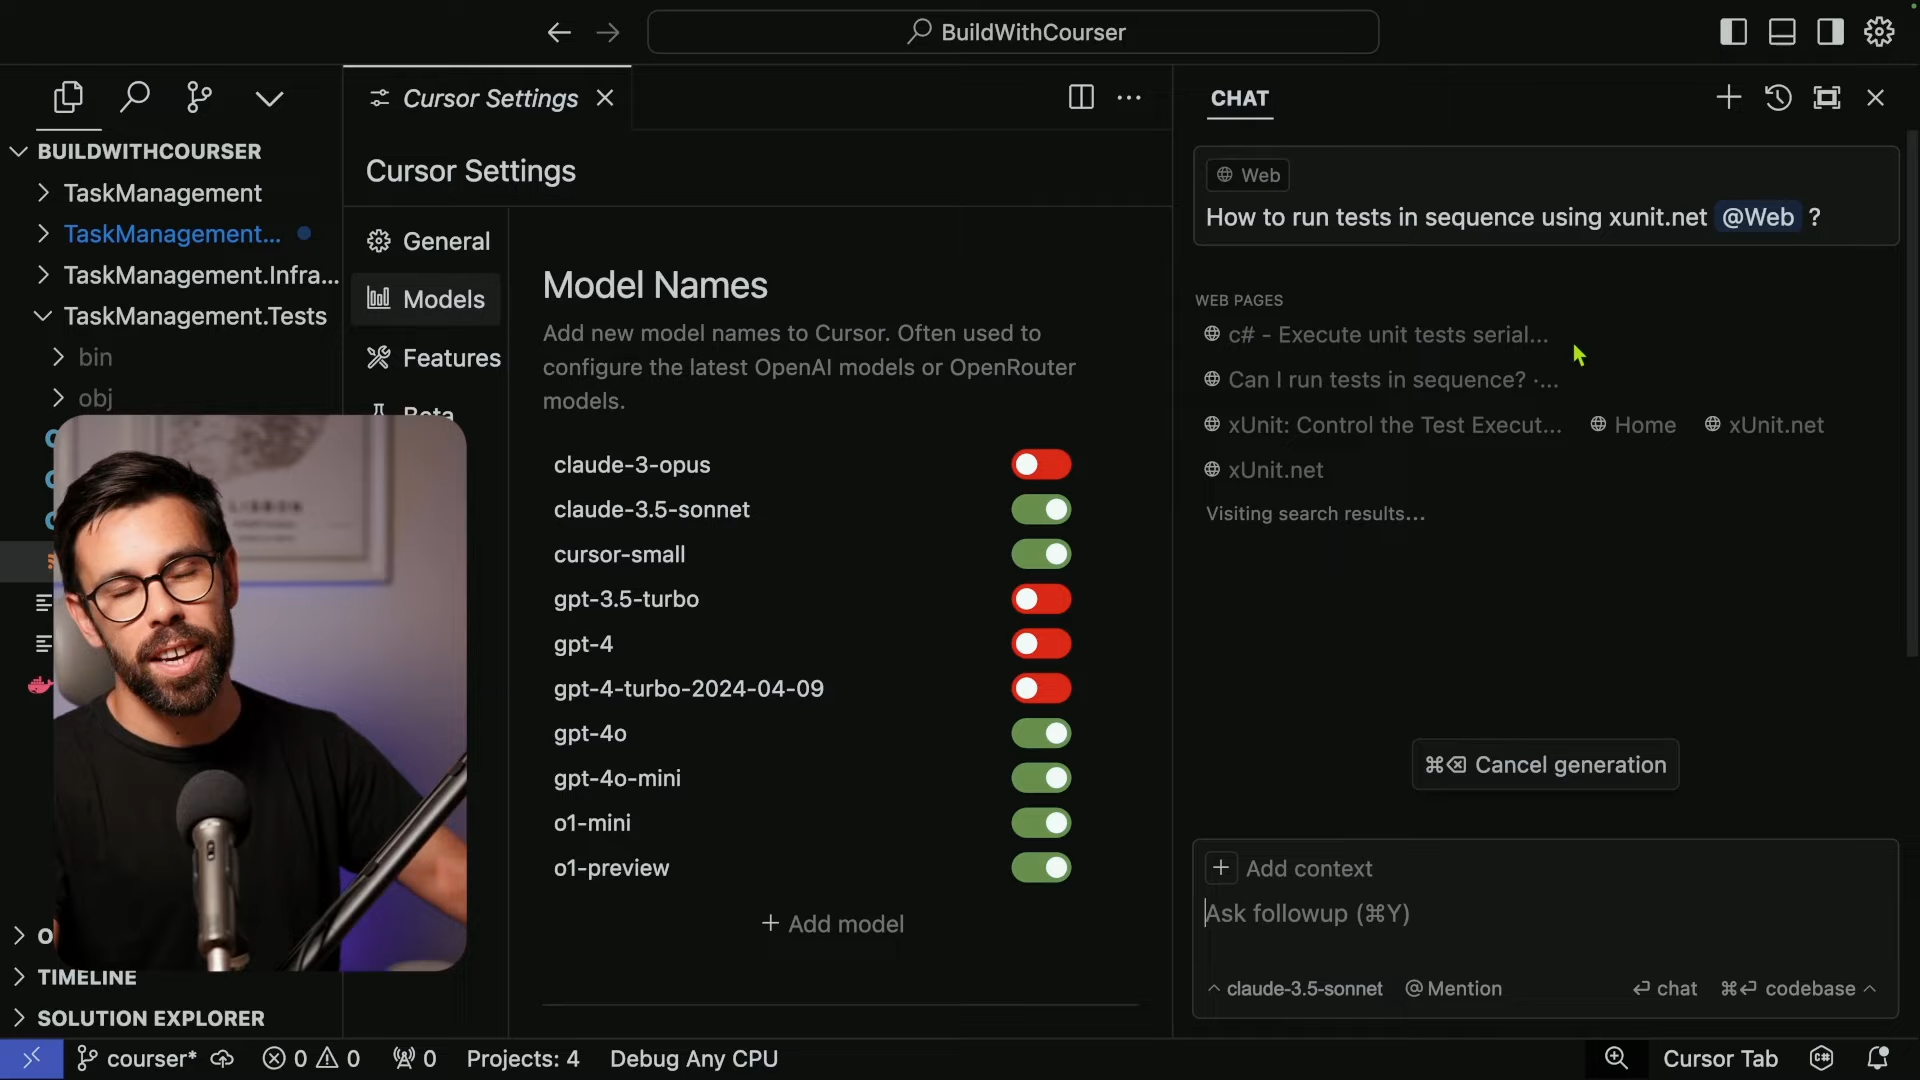 BuildWithCourser
BUILDWITHCOURSER
TaskManagement
TaskManagement...
TaskManagement.Infra...
TaskManagement.Tests
bin
obj
TIMELINE
SOLUTION EXPLORER
Cursor Settings
Cursor Settings
General
Models
Features
Beta
Model Names
Add new model names to Cursor. Often used to
configure the latest OpenAI models or OpenRouter
models.
claude-3-opus
claude-3.5-sonnet
cursor-small
gpt-3.5-turbo
gpt-4
gpt-4-turbo-2024-04-09
gpt-4o
gpt-4o-mini
o1-mini
o1-preview
+ Add model
CHAT
Web
How to run tests in sequence using xunit.net @Web ?
WEB PAGES
c# - Execute unit tests serial...
Can I run tests in sequence? ·...
xUnit: Control the Test Execut... Home xUnit.net
xUnit.net
Visiting search results...
⌘⌫ Cancel generation
+ Add context
Ask followup (⌘Y)
claude-3.5-sonnet @ Mention ⏎ chat ⌘⏎ codebase
courser* 0 0 0 Projects: 4 Debug Any CPU Cursor Tab
LISBON